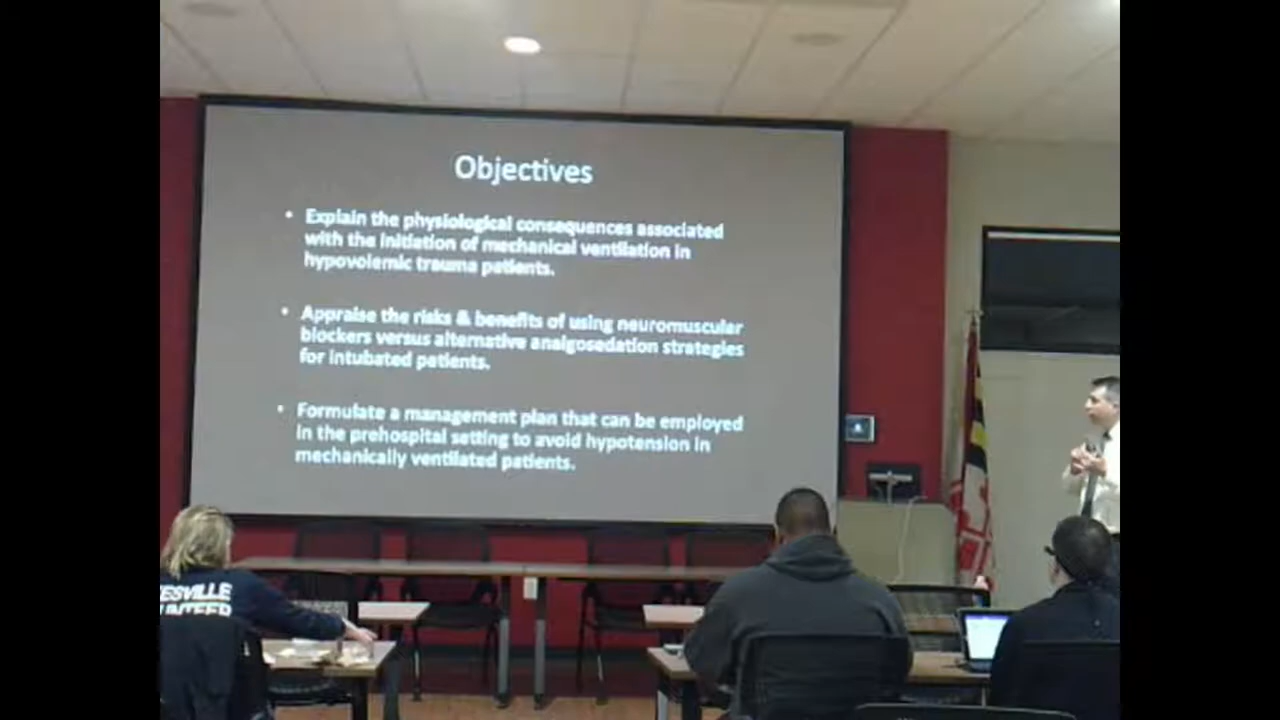 Objectives
• Explain the physiological consequences associated
with the initiation of mechanical ventilation in
hypovolemic trauma patients.
• Appraise the risks & benefits of using neuromuscular
blockers versus alternative analgosedation strategies
for intubated patients.
• Formulate a management plan that can be employed
in the prehospital setting to avoid hypotension in
mechanically ventilated patients.
ESVILLE
UNTEER